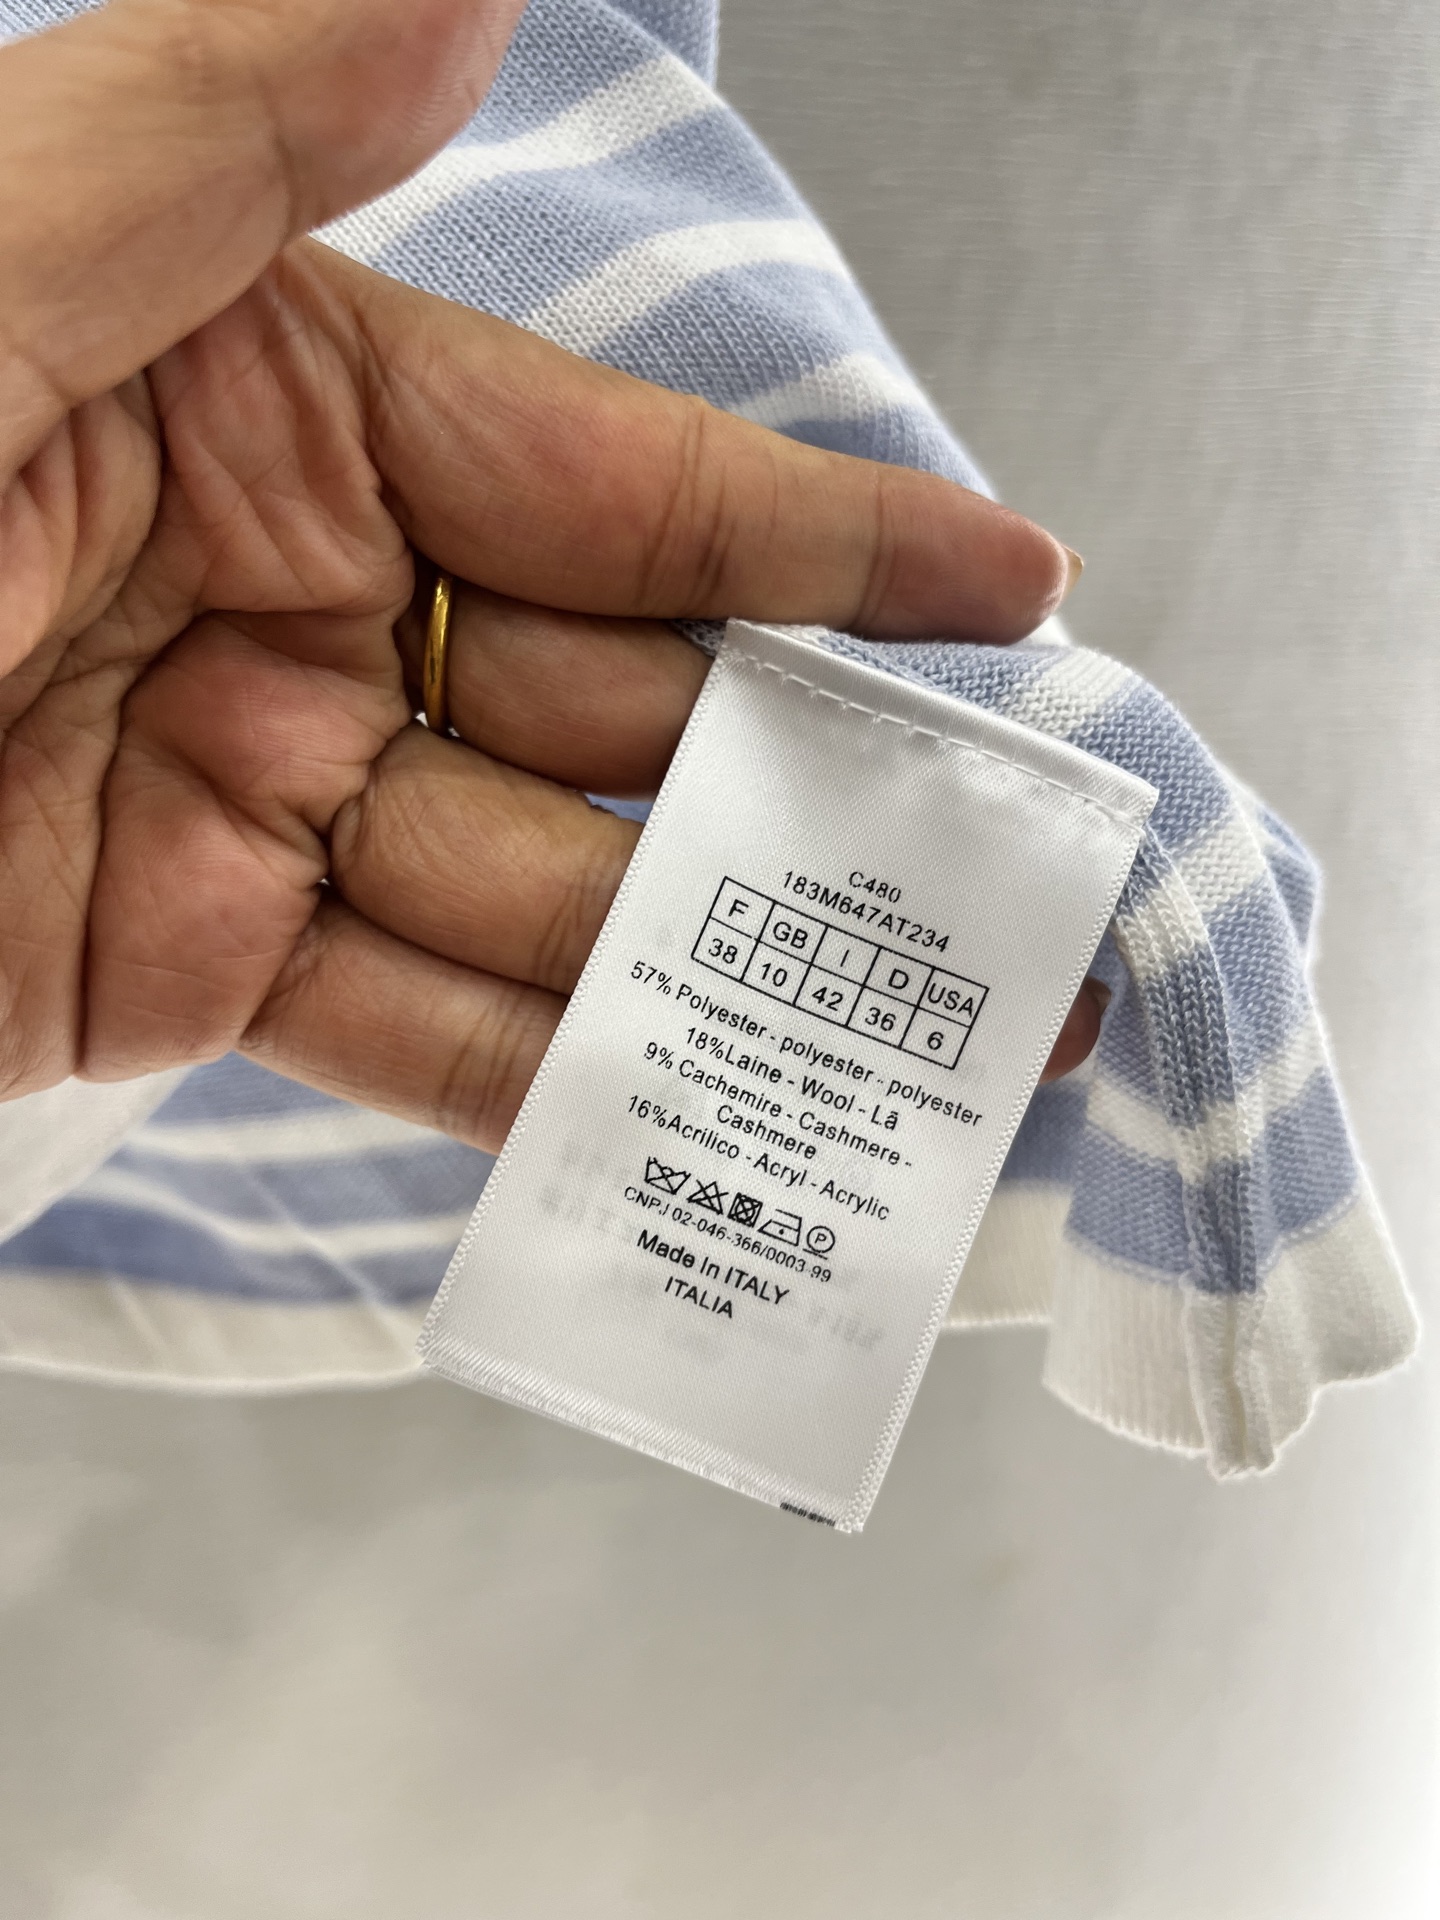 C480
183M647AT234
F GB I D USA
38 10 42 36 6
57% Polyester - polyester - polyester
18%Laine - Wool - Lã
9% Cachemire - Cashmere -
Cashmere
16%Acrilico - Acryl - Acrylic
P
CNPJ 02-046-366/0003-99
Made In ITALY
ITALIA